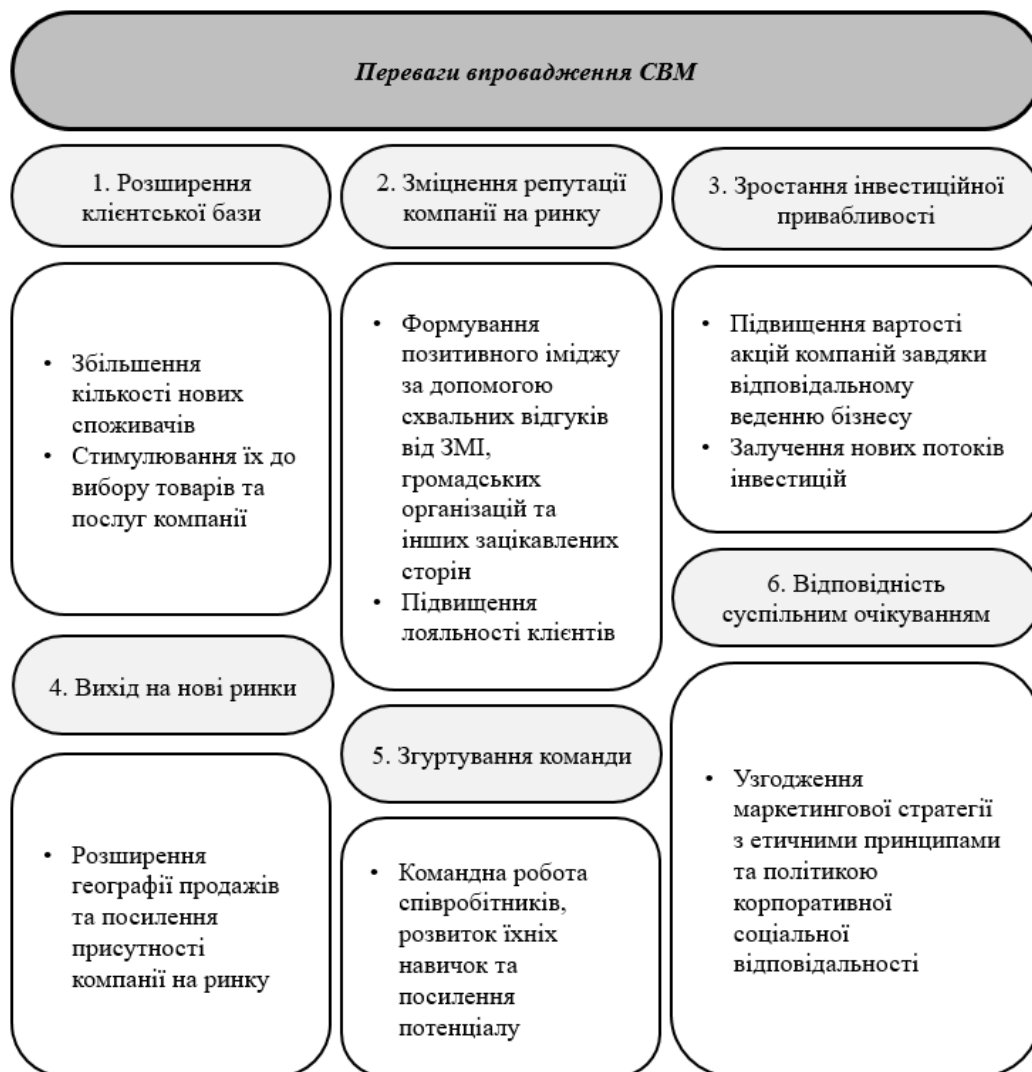 Переваги впровадження СВМ
1. Розширення
клієнтської бази
• Збільшення
кількості нових
споживачів
• Стимулювання їх до
вибору товарів та
послуг компанії
2. Зміцнення репутації
компанії на ринку
• Формування
позитивного іміджу
за допомогою
схвальних відгуків
від ЗМІ,
громадських
організацій та
інших зацікавлених
сторін
• Підвищення
лояльності клієнтів
3. Зростання інвестиційної
привабливості
• Підвищення вартості
акцій компаній завдяки
відповідальному
веденню бізнесу
• Залучення нових потоків
інвестицій
4. Вихід на нові ринки
• Розширення
географії продажів
та посилення
присутності
компанії на ринку
5. Згуртування команди
• Командна робота
співробітників,
розвиток їхніх
навичок та
посилення
потенціалу
6. Відповідність
суспільним очікуванням
• Узгодження
маркетингової стратегії
з етичними принципами
та політикою
корпоративної
соціальної
відповідальності